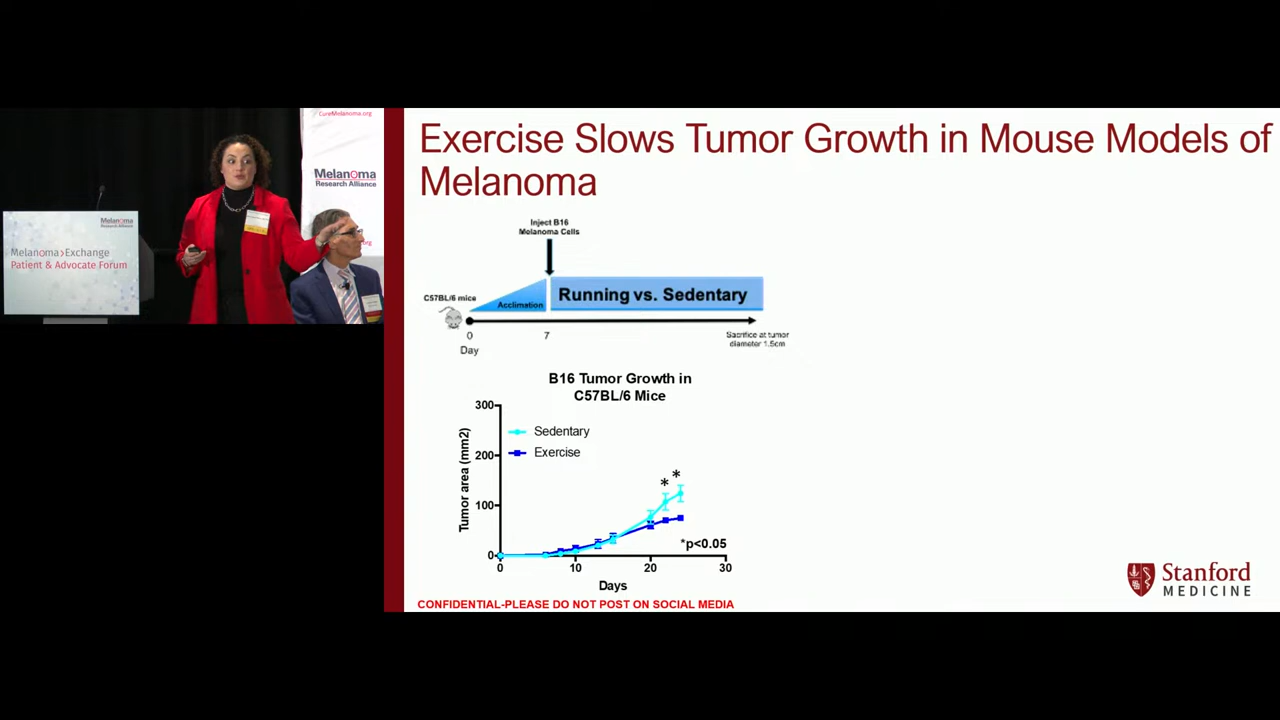 CureMelanoma.org
Melanoma
Research Alliance
Melanoma
Research Alliance
Melanoma›Exchange
Patient & Advocate Forum
Exercise Slows Tumor Growth in Mouse Models of
Melanoma
Inject B16
Melanoma Cells
C57BL/6 mice
Acclimation
Running vs. Sedentary
0
7
Day
Sacrifice at tumor
diameter 1.5cm
B16 Tumor Growth in
C57BL/6 Mice
Tumor area (mm2)
300
200
100
0
Sedentary
Exercise
*
*
*p<0.05
0
10
20
30
Days
CONFIDENTIAL-PLEASE DO NOT POST ON SOCIAL MEDIA
Stanford
MEDICINE